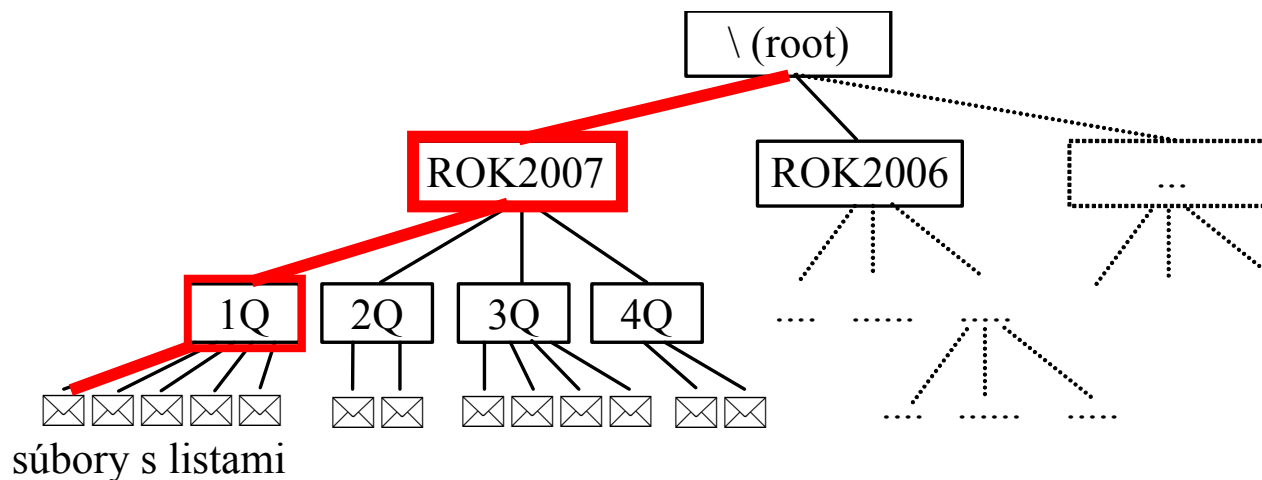 \ (root)
ROK2007
ROK2006
...
1Q
2Q
3Q
4Q
súbory s listami